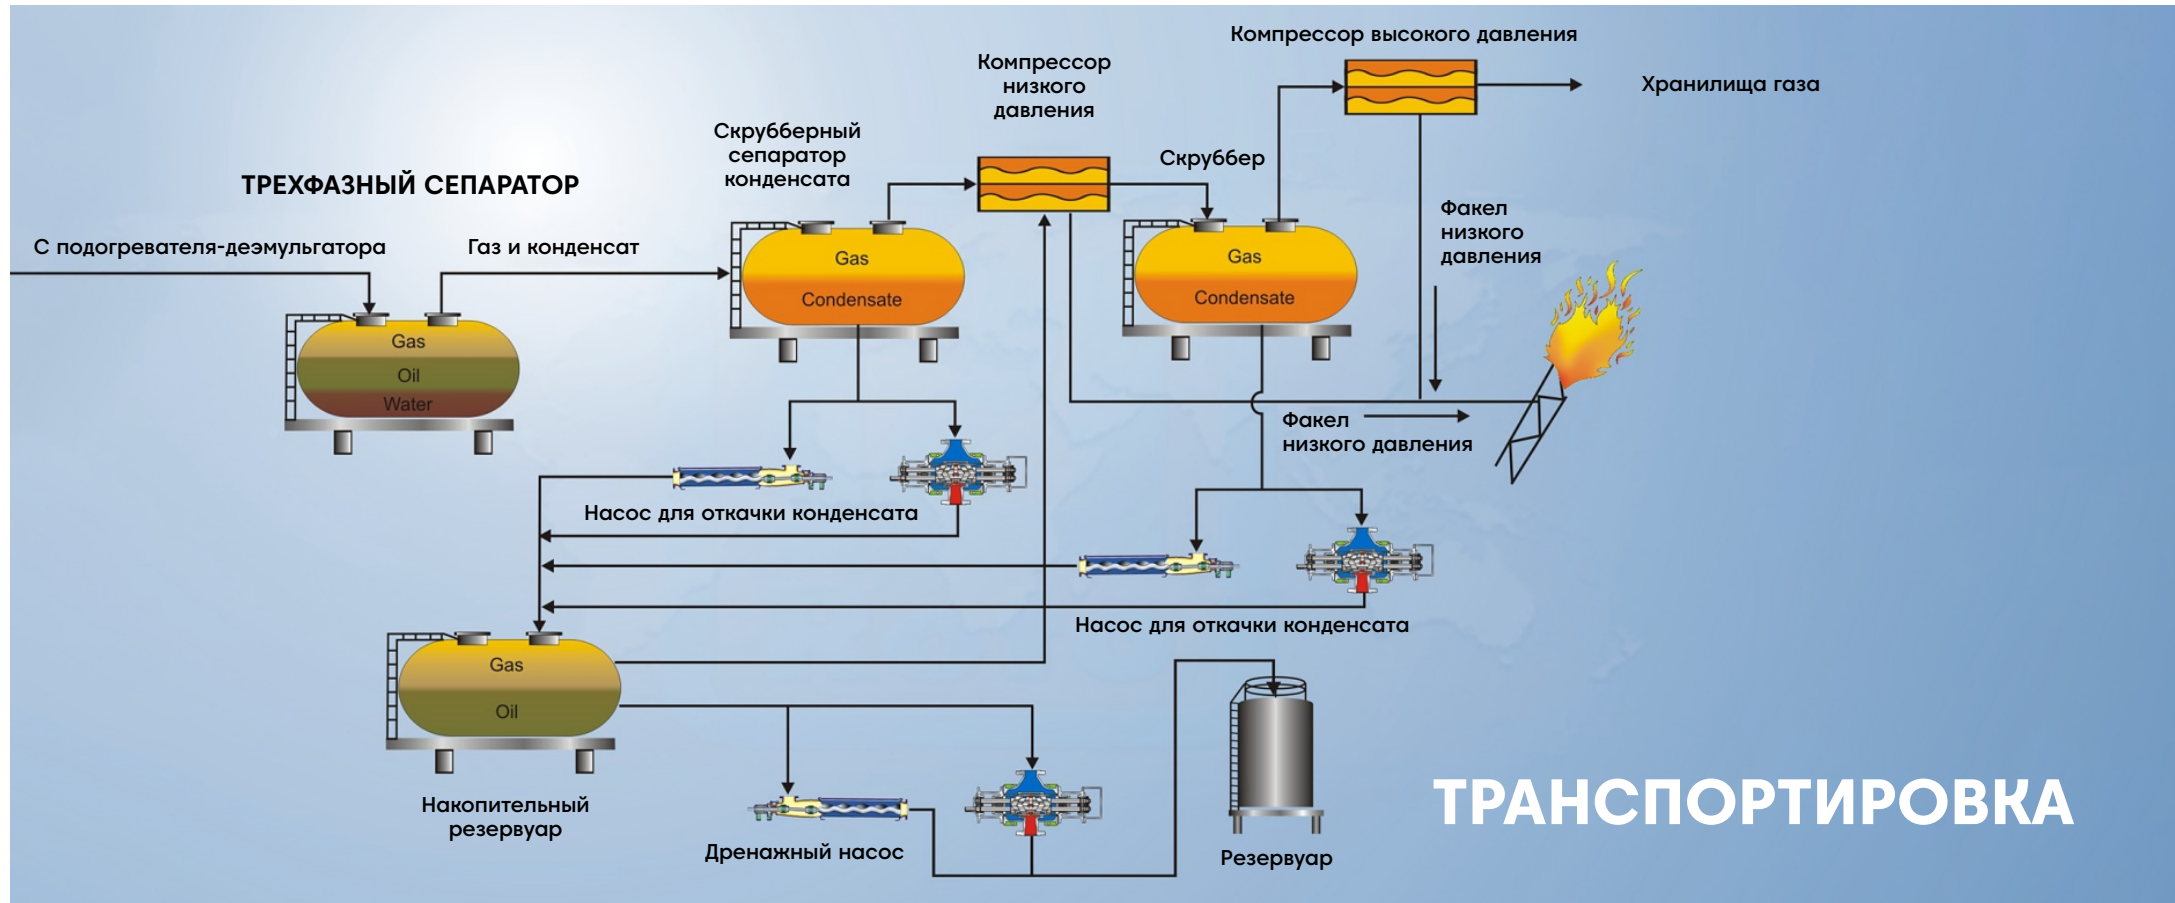 Компрессор высокого давления
Компрессор
низкого
давления
Хранилища газа
Скрубберный
сепаратор
конденсата
Скруббер
ТРЕХФАЗНЫЙ СЕПАРАТОР
Факел
низкого
давления
С подогревателя-деэмульгатора
Газ и конденсат
Gas
Condensate
Gas
Condensate
Gas
Oil
Water
Факел
низкого давления
Насос для откачки конденсата
Насос для откачки конденсата
Gas
Oil
Накопительный
резервуар
Дренажный насос
Резервуар
ТРАНСПОРТИРОВКА